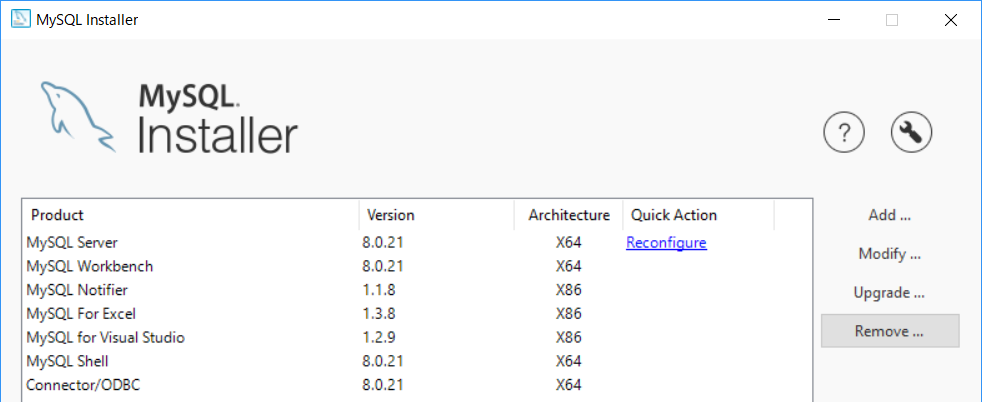 MySQL Installer
MySQL.
Installer
?
Product Version Architecture Quick Action
MySQL Server 8.0.21 X64 Reconfigure
MySQL Workbench 8.0.21 X64
MySQL Notifier 1.1.8 X86
MySQL For Excel 1.3.8 X86
MySQL for Visual Studio 1.2.9 X86
MySQL Shell 8.0.21 X64
Connector/ODBC 8.0.21 X64
Add ...
Modify ...
Upgrade ...
Remove ...